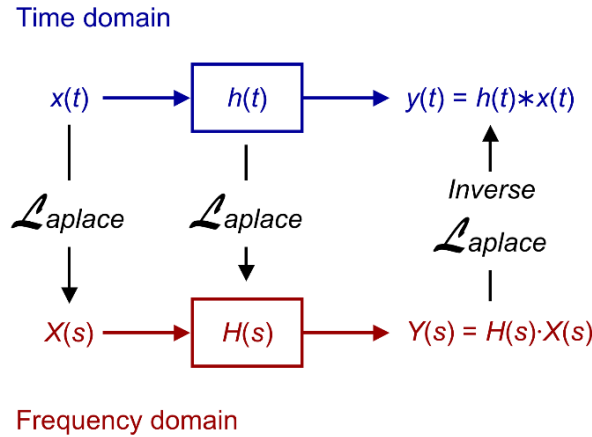 Time domain
x(t) h(t) y(t) = h(t)∗x(t)
Inverse
ℒaplace ℒaplace ℒaplace
X(s) H(s) Y(s) = H(s)·X(s)
Frequency domain